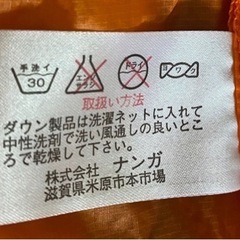 手洗イ
30
エンソ
サラシ
ドライ
ヨワク
取扱い方法
ダウン製品は洗濯ネットに入れて
中性洗剤で洗い風通しの良いとこ
ろで乾燥して下さい。
株式会社 ナンガ
滋賀県米原市本市場